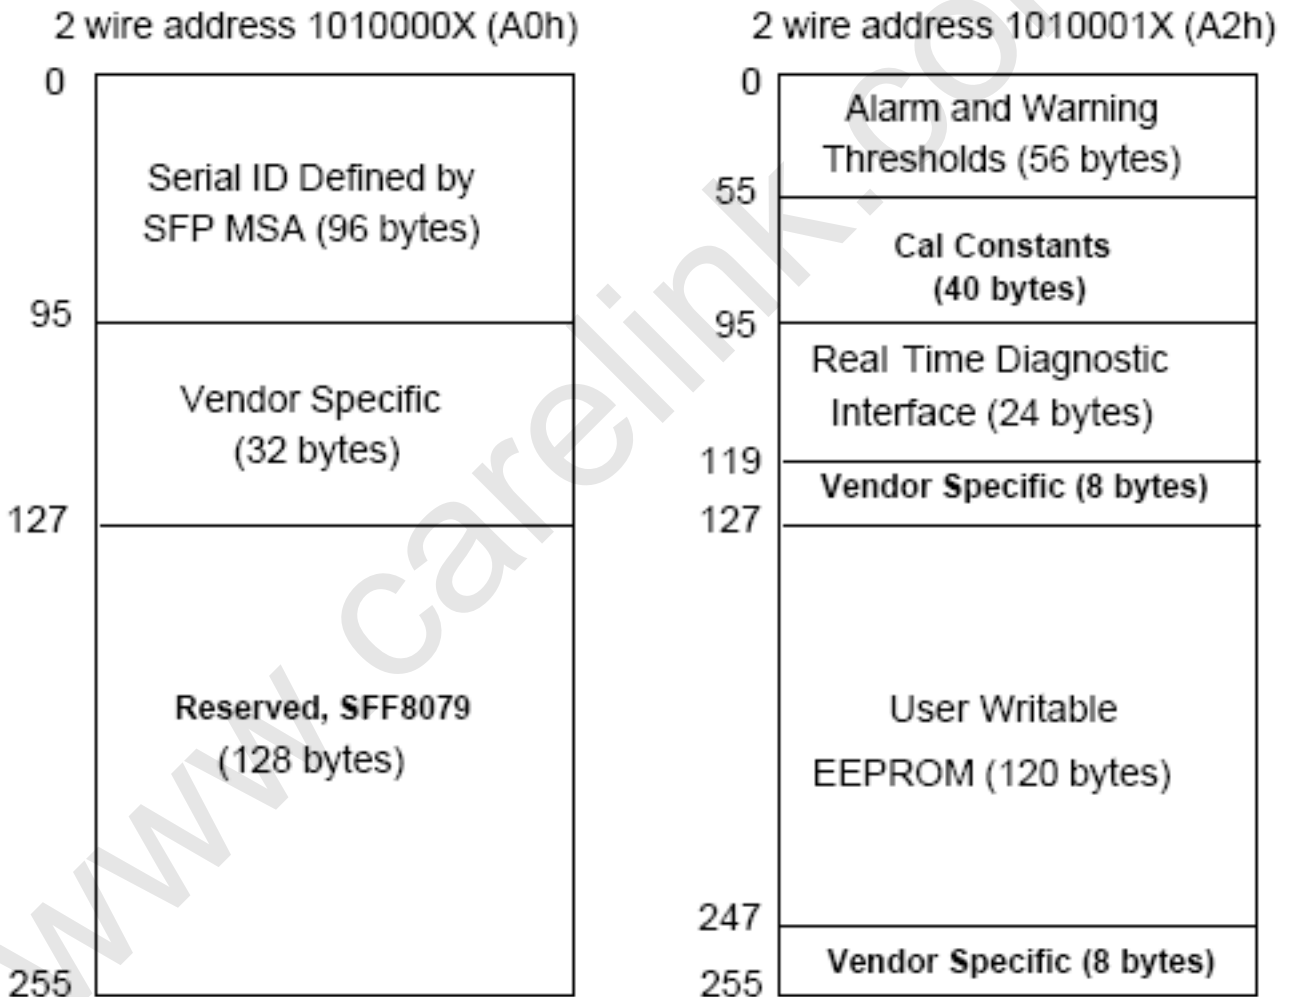 2 wire address 1010000X (A0h)
0
Serial ID Defined by
SFP MSA (96 bytes)
95
Vendor Specific
(32 bytes)
127
Reserved, SFF8079
(128 bytes)
255
2 wire address 1010001X (A2h)
0
Alarm and Warning
Thresholds (56 bytes)
55
Cal Constants
(40 bytes)
95
Real Time Diagnostic
Interface (24 bytes)
119
Vendor Specific (8 bytes)
127
User Writable
EEPROM (120 bytes)
247
Vendor Specific (8 bytes)
255
www.carelink.co